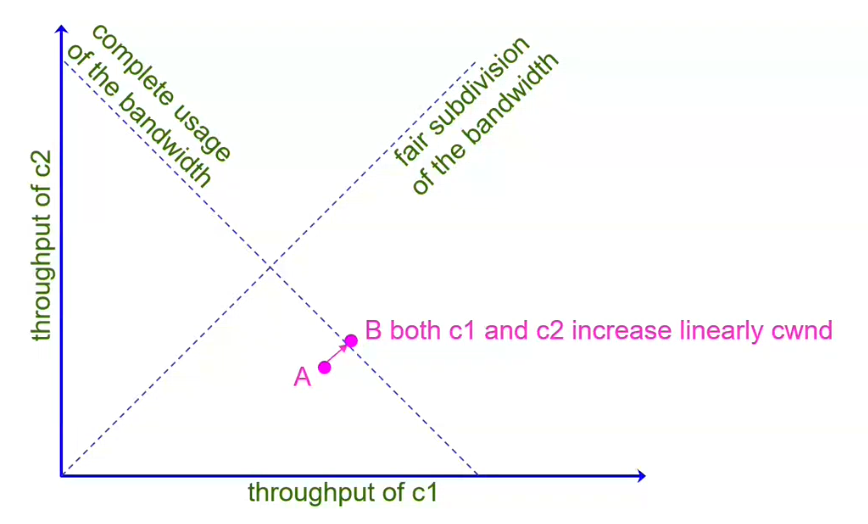 complete usage
of the bandwidth
fair subdivision
of the bandwidth
throughput of c2
B both c1 and c2 increase linearly cwnd
A
throughput of c1